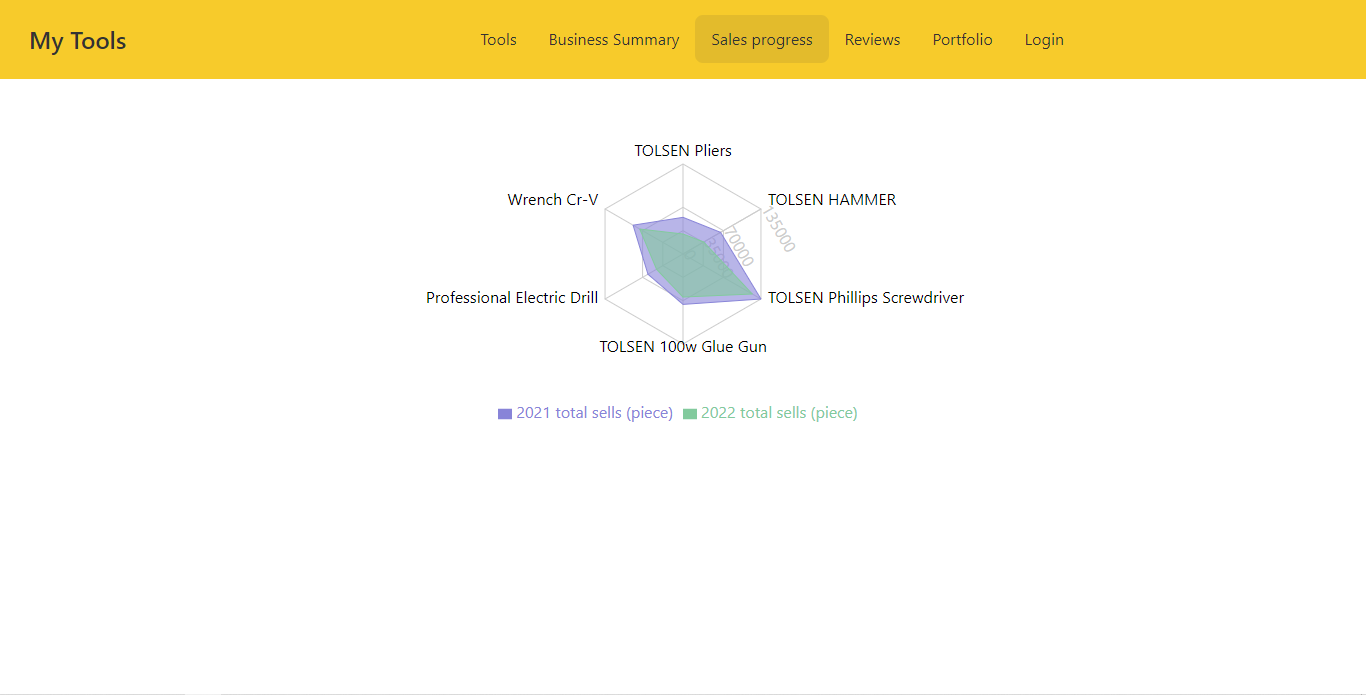 My Tools
Tools
Business Summary
Sales progress
Reviews
Portfolio
Login
TOLSEN Pliers
Wrench Cr-V
TOLSEN HAMMER
135000
70000
35000
0
Professional Electric Drill
TOLSEN Phillips Screwdriver
TOLSEN 100w Glue Gun
2021 total sells (piece)
2022 total sells (piece)